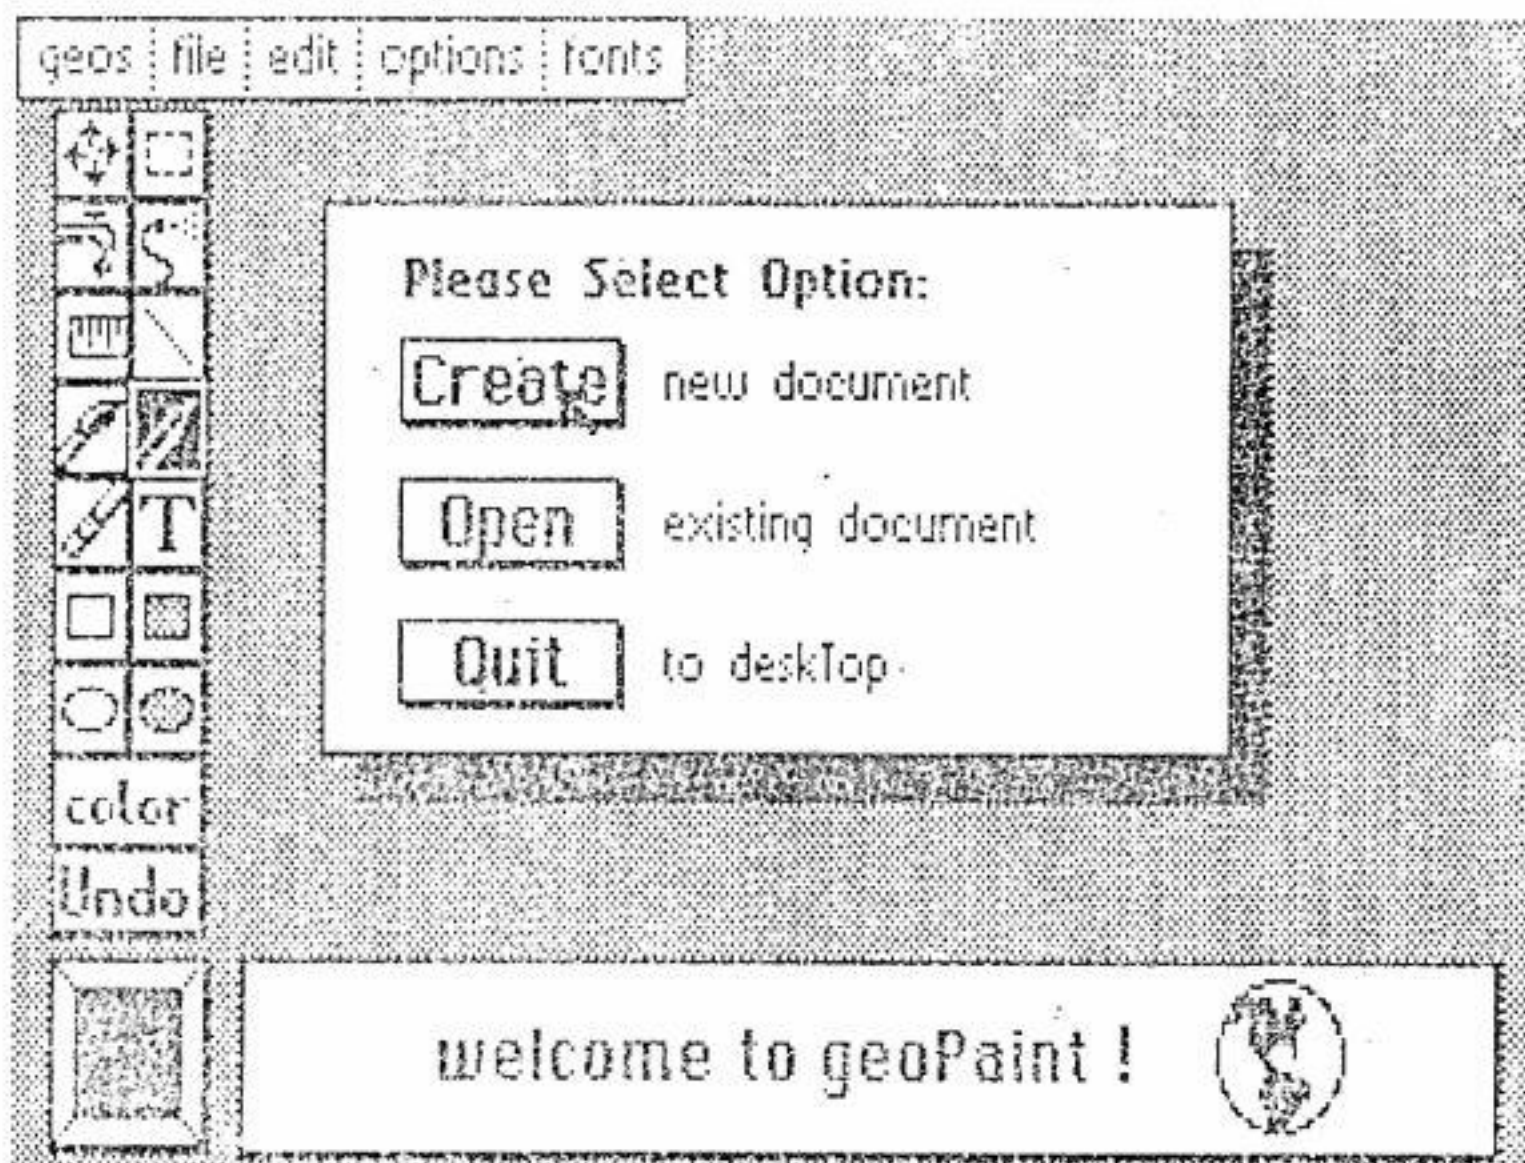 geos file edit options fonts
Please Select Option:
Create new document
Open existing document
Quit to deskTop
T
color
Undo
welcome to geoPaint !